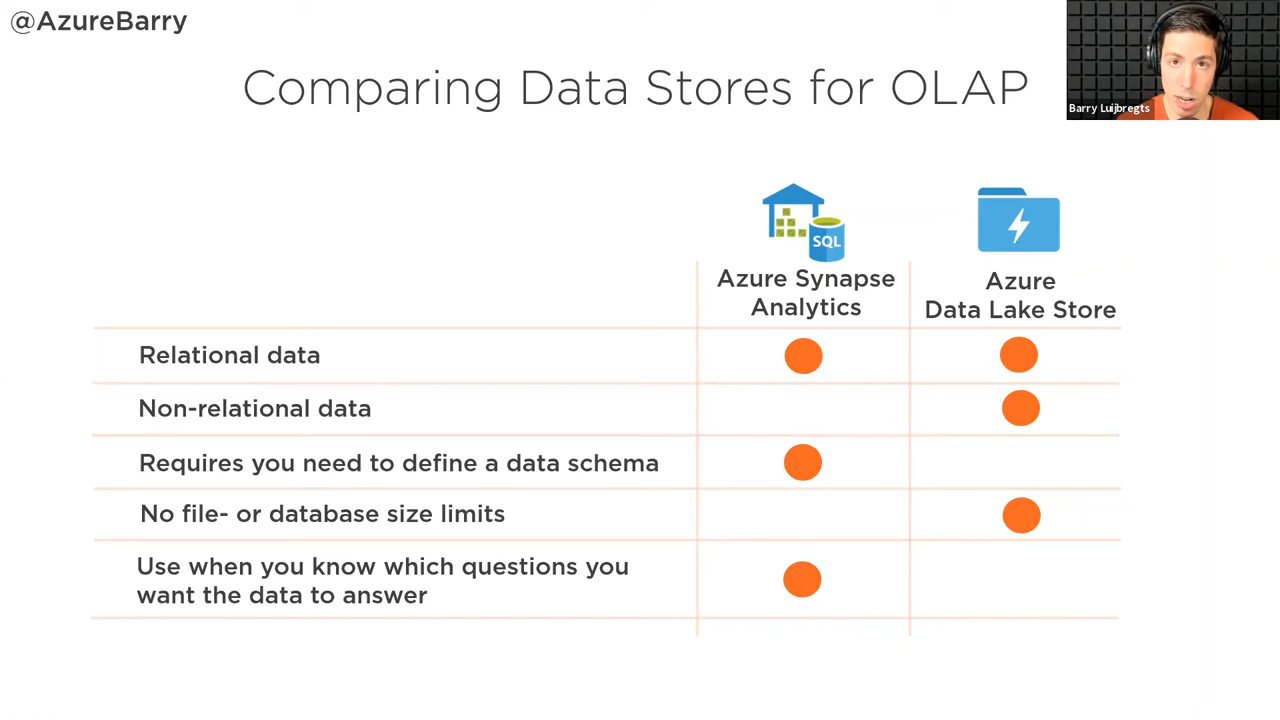 @AzureBarry
Comparing Data Stores for OLAP
Barry Luijbregts
SQL
Azure Synapse
Analytics
Azure
Data Lake Store
Relational data
Non-relational data
Requires you need to define a data schema
No file- or database size limits
Use when you know which questions you
want the data to answer